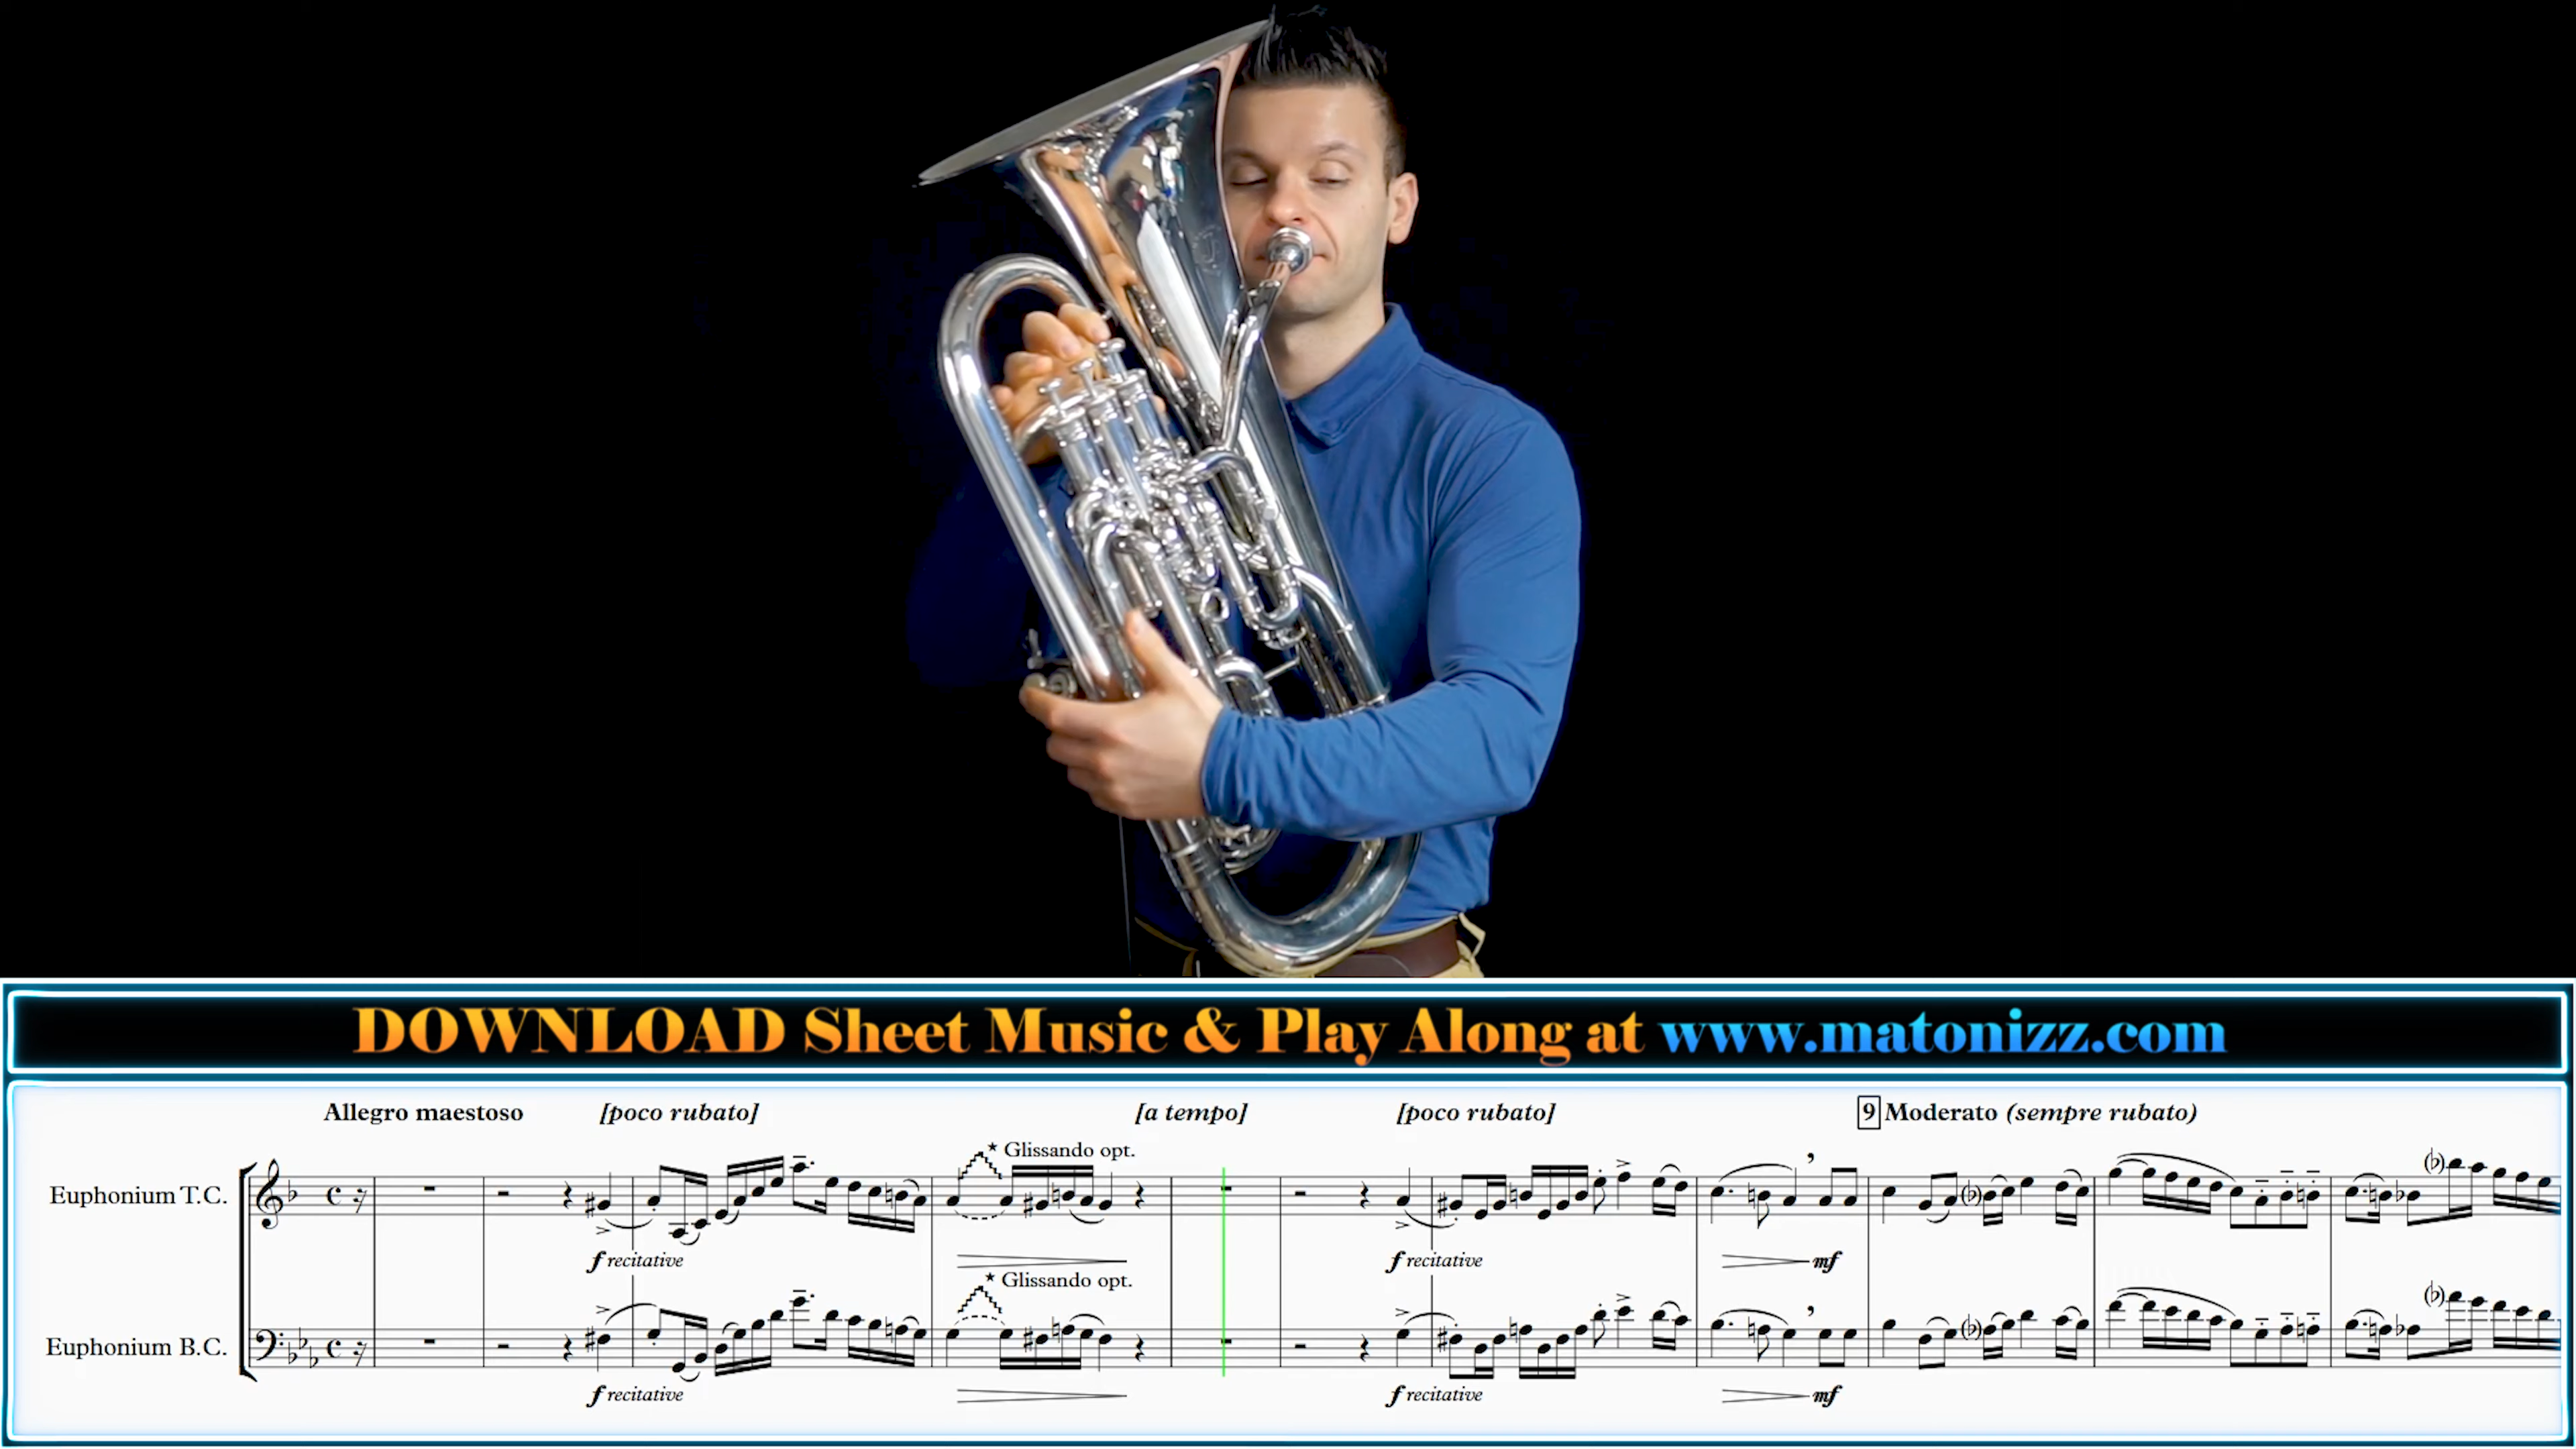 DOWNLOAD Sheet Music & Play Along at www.matonizz.com
Allegro maestoso [poco rubato] [a tempo] [poco rubato] 9 Moderato (sempre rubato)
★ Glissando opt.
Euphonium T.C.
f recitative f recitative mf
★ Glissando opt.
Euphonium B.C.
f recitative f recitative mf